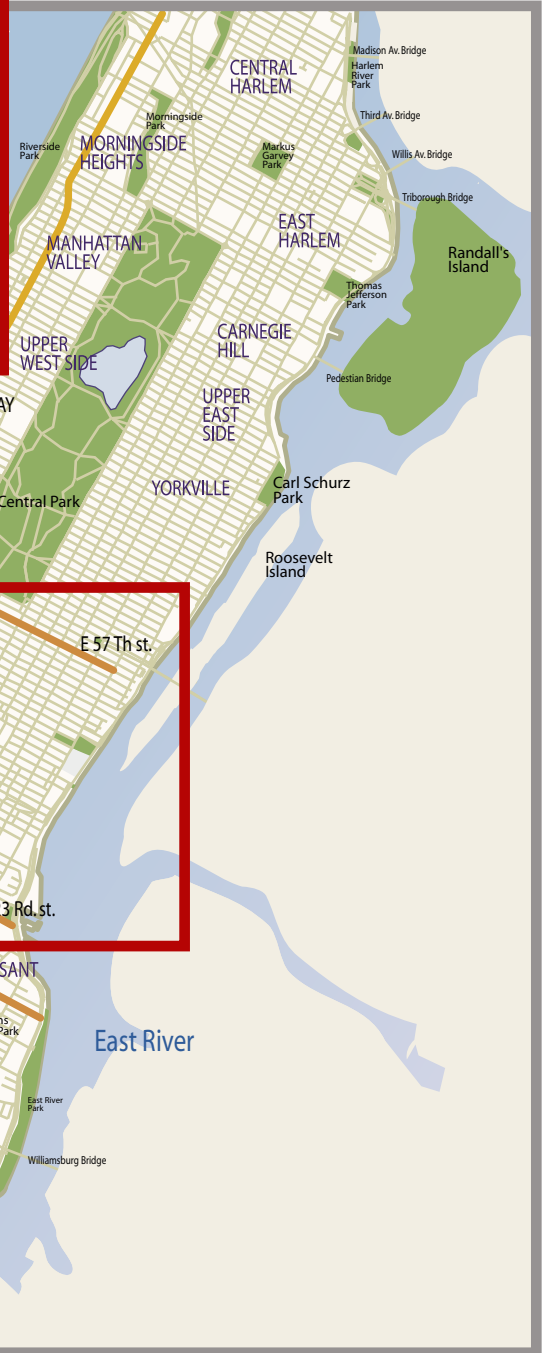 Madison Av. Bridge
CENTRAL
HARLEM
Harlem
River
Park
Third Av. Bridge
Morningside
Park
Riverside
Park
MORNINGSIDE
HEIGHTS
Markus
Garvey
Park
Willis Av. Bridge
Triborough Bridge
EAST
HARLEM
MANHATTAN
VALLEY
Randall's
Island
Thomas
Jefferson
Park
CARNEGIE
HILL
UPPER
WEST SIDE
Pedestian Bridge
AY
UPPER
EAST
SIDE
YORKVILLE
Carl Schurz
Park
Central Park
Roosevelt
Island
E 57 Th st.
3 Rd. st.
SANT
ns
Park
East River
East River
Park
Williamsburg Bridge